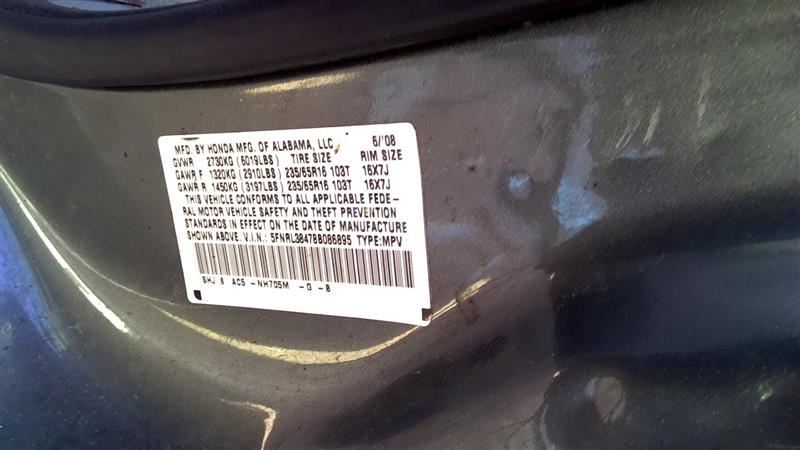 MFD. BY HONDA MFG. OF ALABAMA, LLC 6/'08
GVWR 2730KG (6019LBS) TIRE SIZE RIM SIZE
GAWR F 1320KG (2910LBS) 235/65R16 103T 16X7J
GAWR R 1450KG (3197LBS) 235/65R16 103T 16X7J
THIS VEHICLE CONFORMS TO ALL APPLICABLE FEDE-
RAL MOTOR VEHICLE SAFETY AND THEFT PREVENTION
STANDARDS IN EFFECT ON THE DATE OF MANUFACTURE
SHOWN ABOVE. V.I.N.: 5FNRL38478B086895 TYPE:MPV
SHJ 8 AC5 -NH705M -G -B